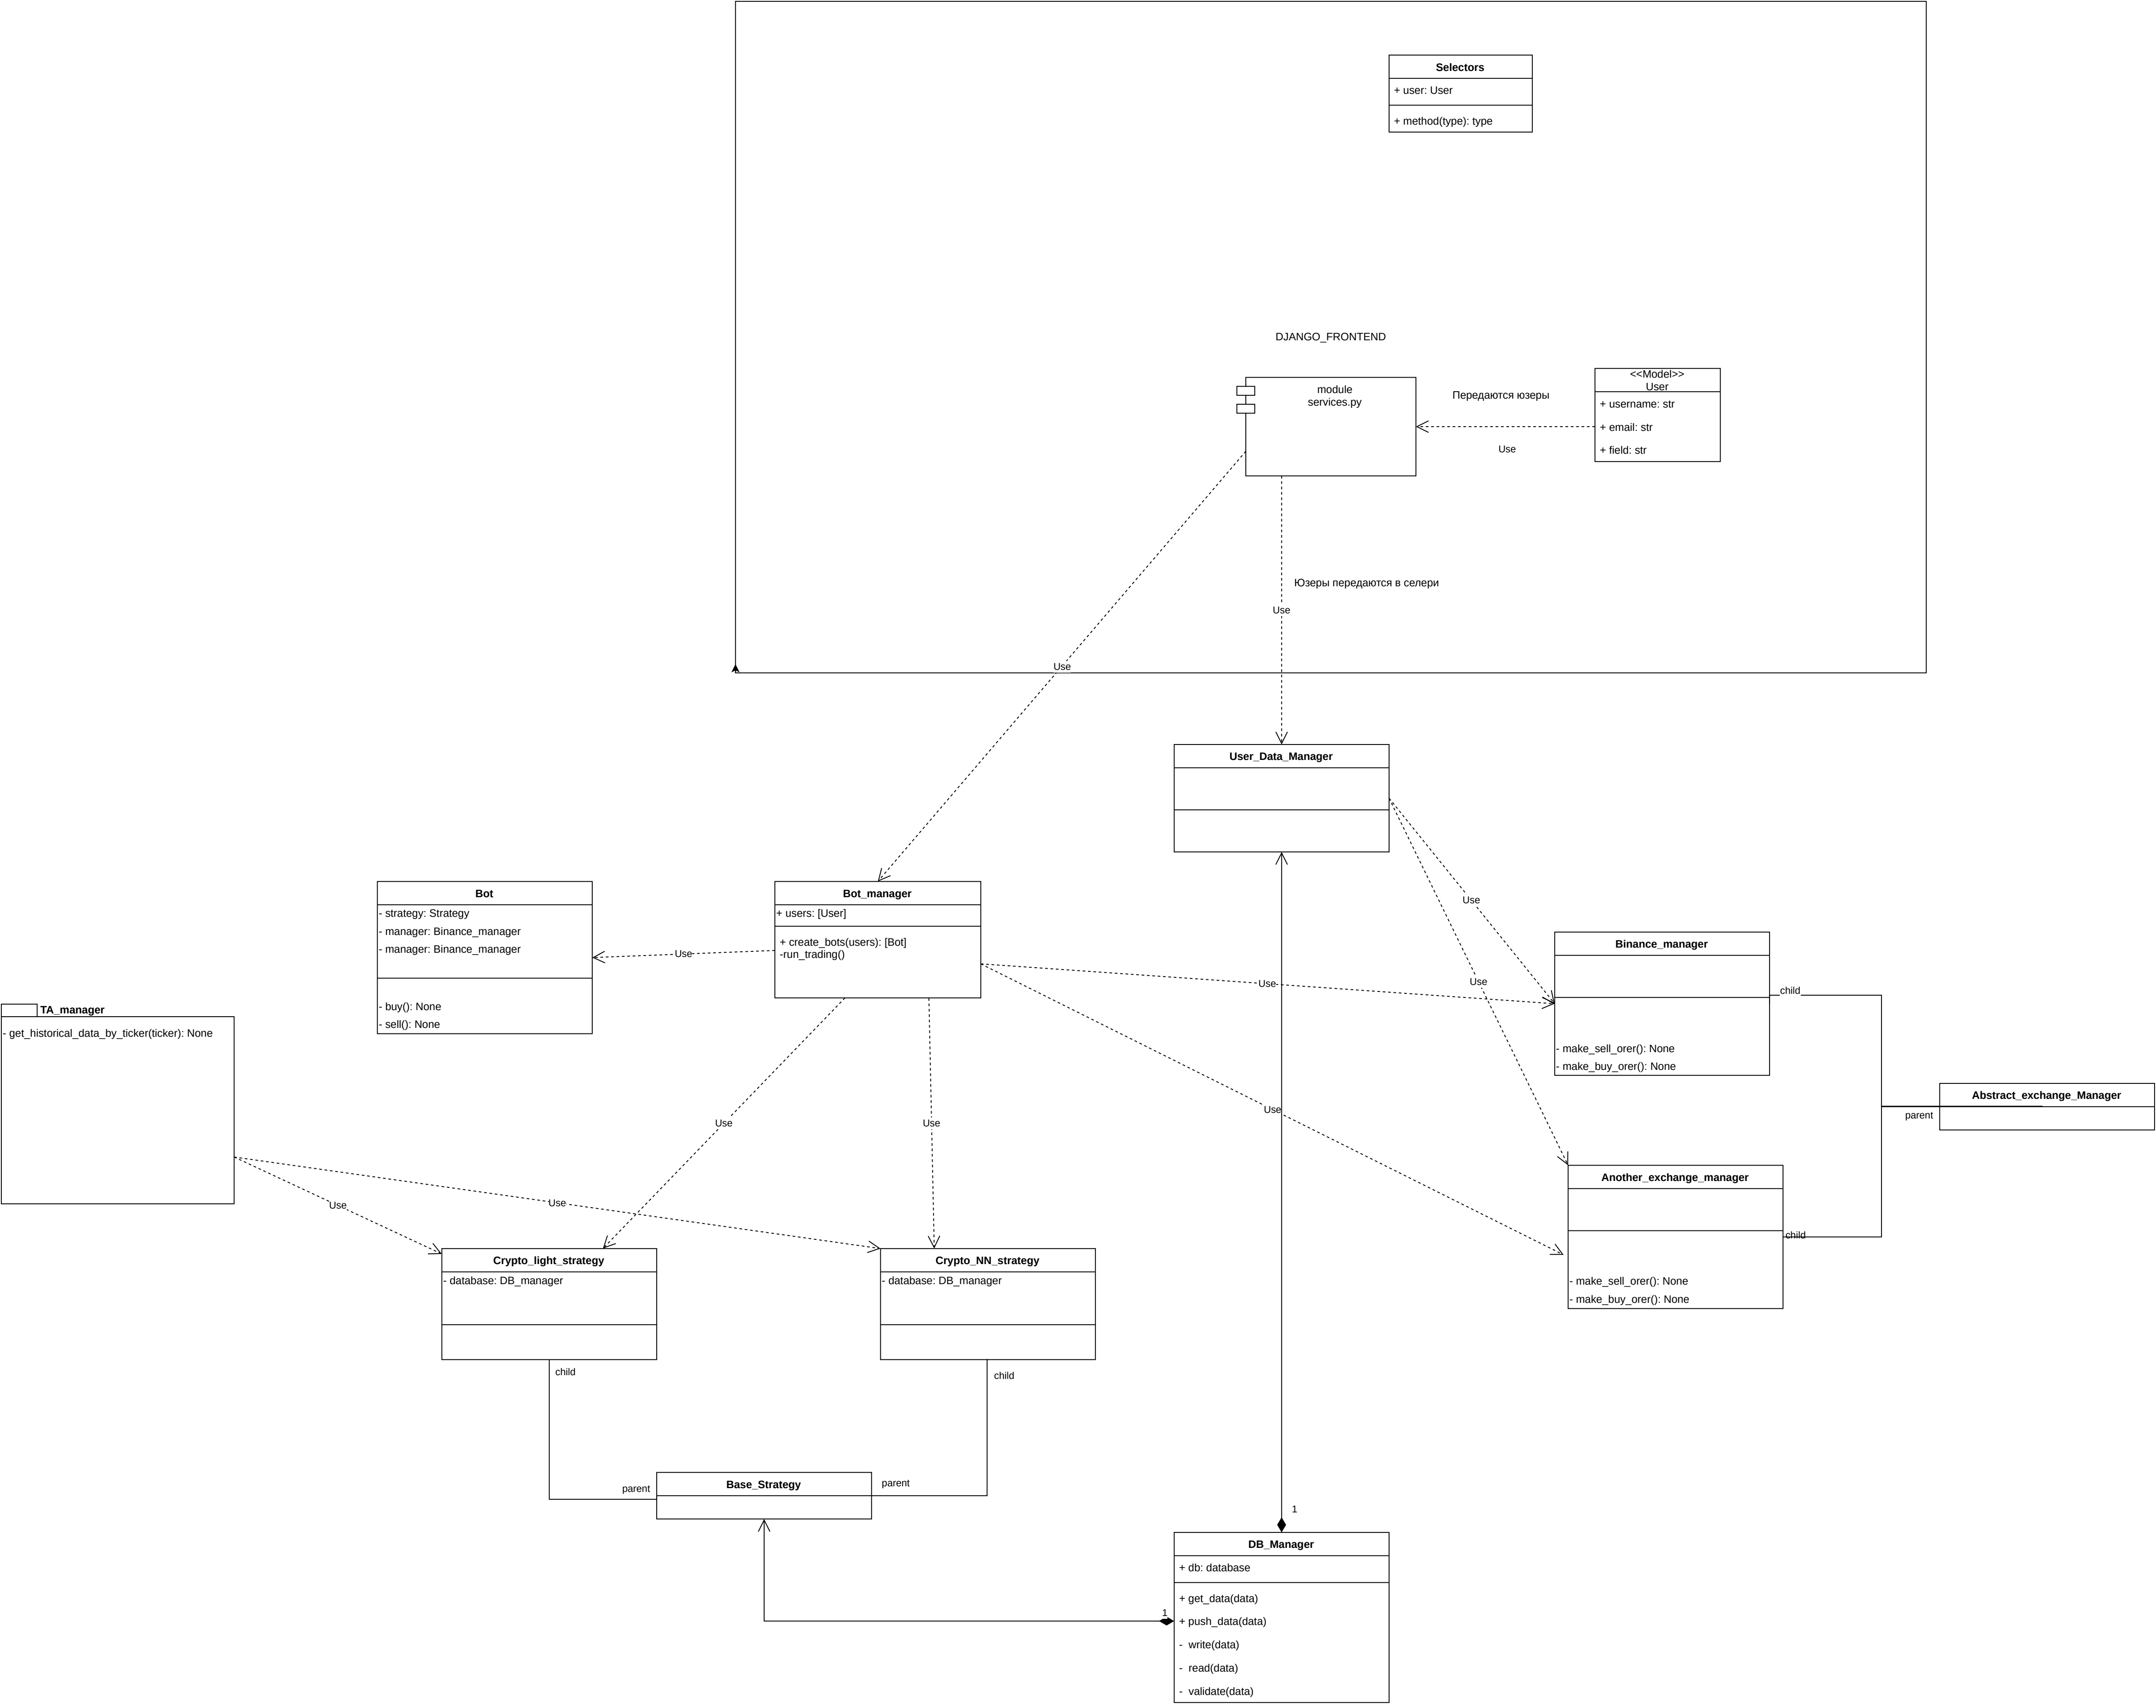 Selectors
+ user: User
+ method(type): type
DJANGO_FRONTEND
module
services.py
Передаются юзеры
Use
<<Model>>
User
+ username: str
+ email: str
+ field: str
Юзеры передаются в селери
Use
Use
User_Data_Manager
Bot
- strategy: Strategy
- manager: Binance_manager
- manager: Binance_manager
- buy(): None
- sell(): None
Use
Bot_manager
+ users: [User]
+ create_bots(users): [Bot]
-run_trading()
Use
Use
Use
Use
Binance_manager
- make_sell_orer(): None
- make_buy_orer(): None
child
TA_manager
- get_historical_data_by_ticker(ticker): None
Use
Use
Use
Use
Abstract_exchange_Manager
parent
Another_exchange_manager
- make_sell_orer(): None
- make_buy_orer(): None
child
Crypto_light_strategy
- database: DB_manager
child
Crypto_NN_strategy
- database: DB_manager
child
parent
Base_Strategy
parent
1
1
DB_Manager
+ db: database
+ get_data(data)
+ push_data(data)
-  write(data)
-  read(data)
-  validate(data)